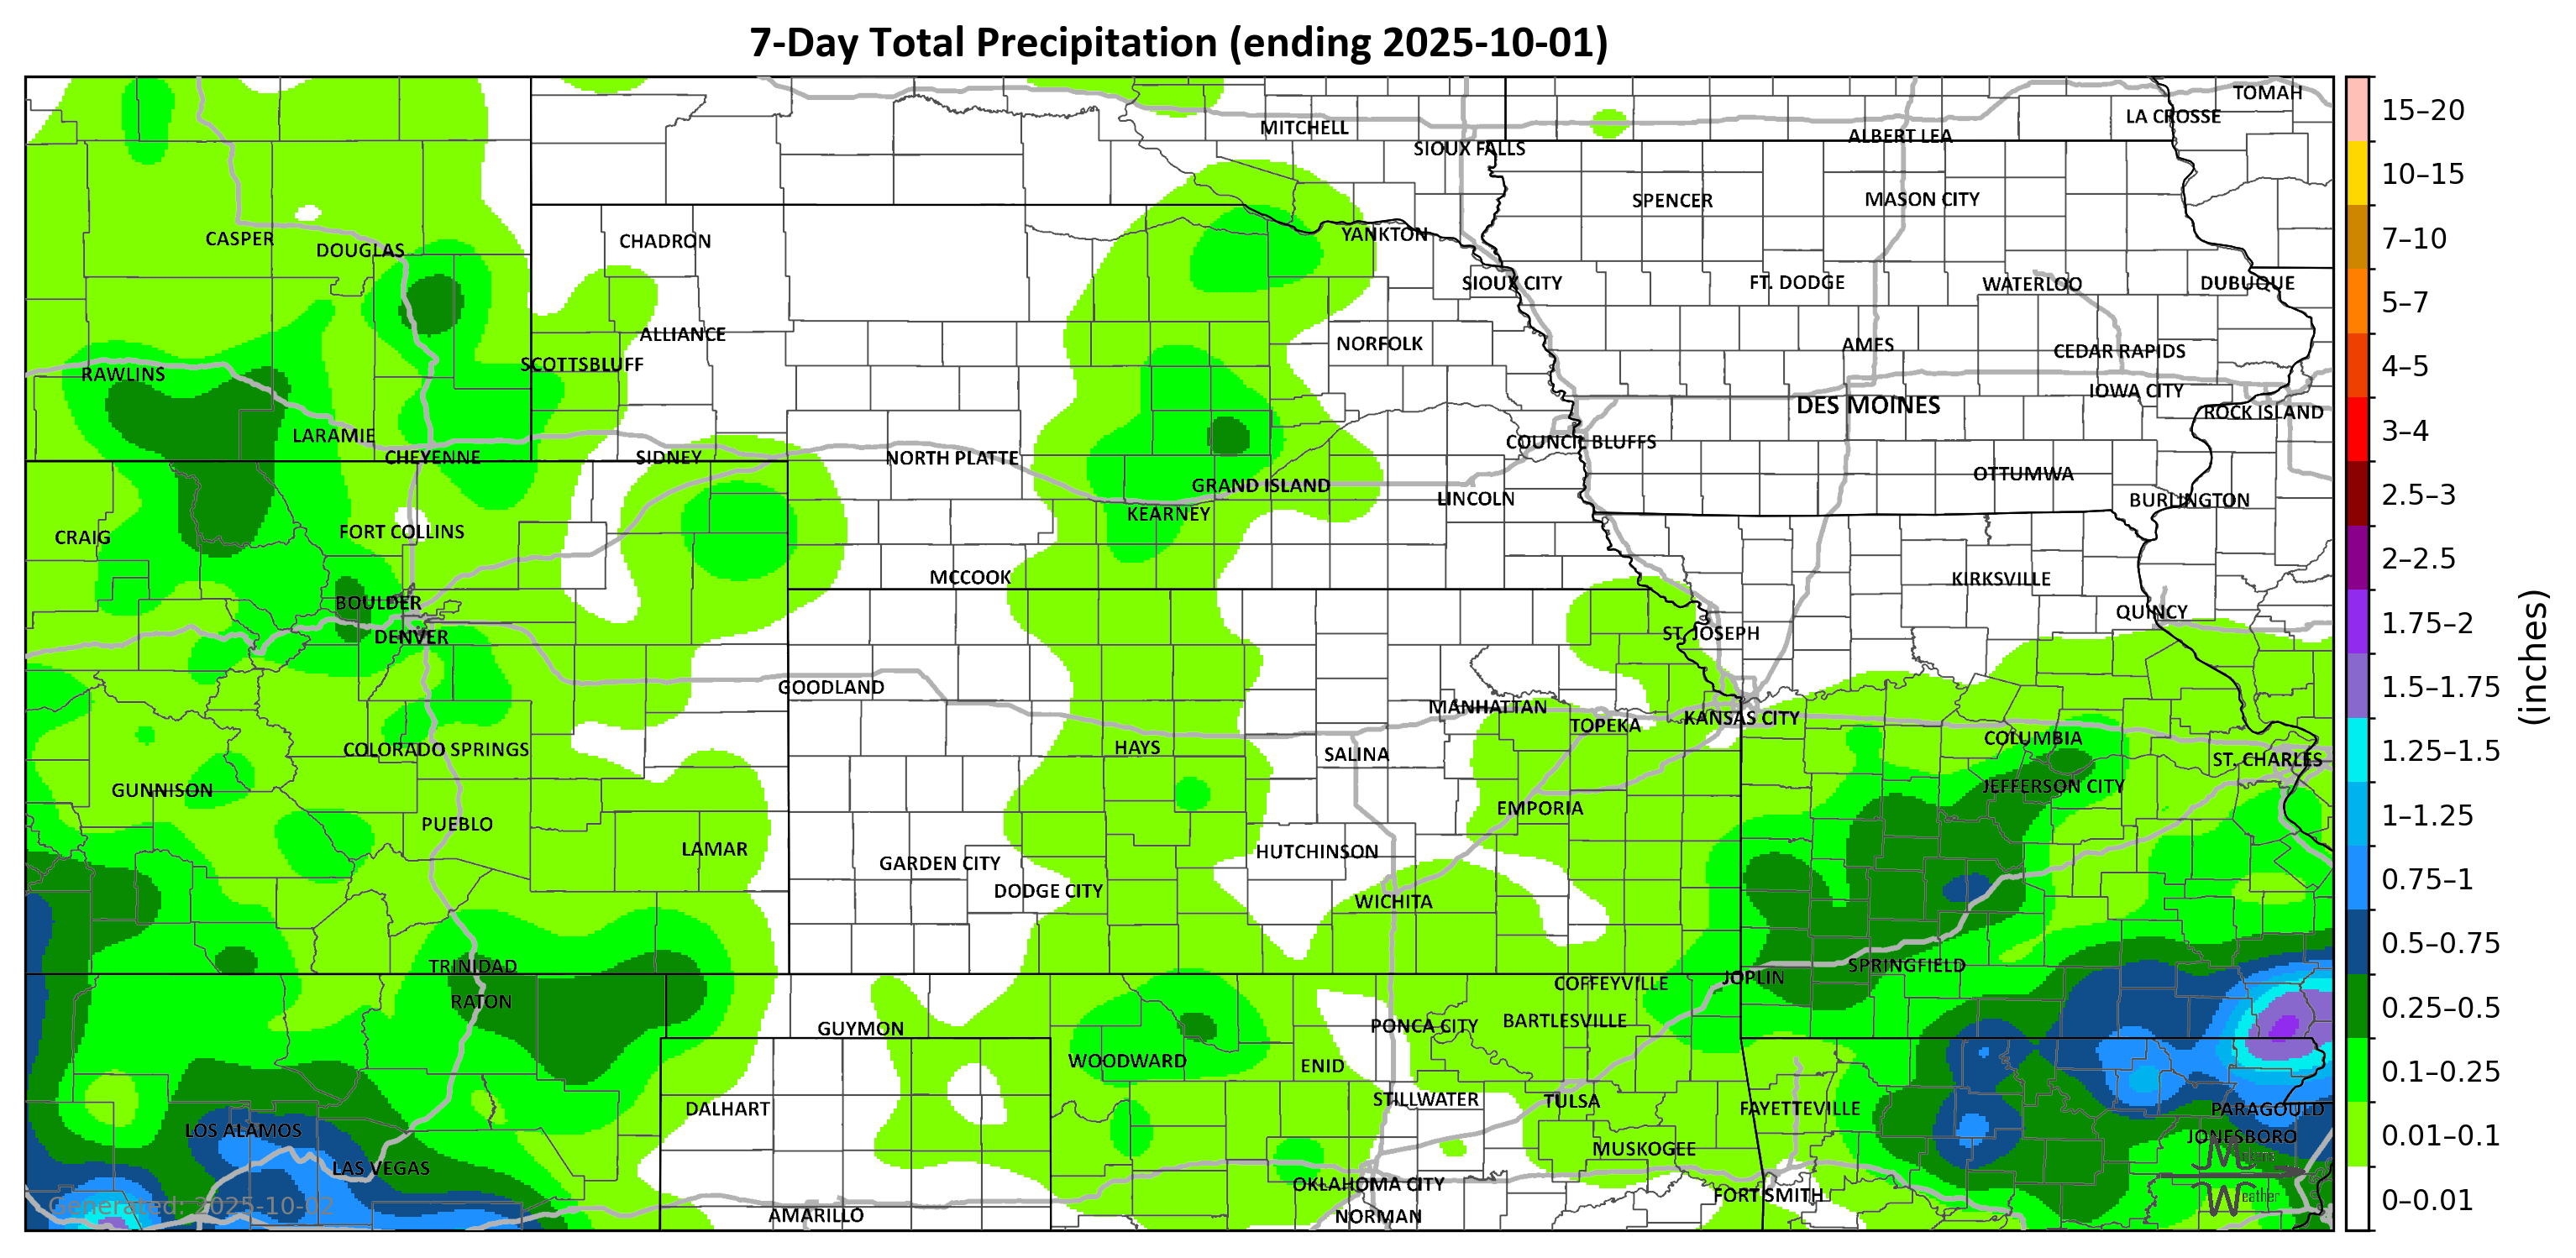 7-Day Total Precipitation (ending 2025-10-01)
TOMAH
LA CROSSE
MITCHELL
ALBERT LEA
SIOUX FALLS
SPENCER
MASON CITY
CASPER
DOUGLAS
CHADRON
YANKTON
SIOUX CITY
FT. DODGE
WATERLOO
DUBUQUE
ALLIANCE
NORFOLK
AMES
CEDAR RAPIDS
SCOTTSBLUFF
RAWLINS
IOWA CITY
DES MOINES
ROCK ISLAND
LARAMIE
COUNCIL BLUFFS
CHEYENNE
SIDNEY
NORTH PLATTE
OTTUMWA
GRAND ISLAND
LINCOLN
BURLINGTON
KEARNEY
CRAIG
FORT COLLINS
MCCOOK
KIRKSVILLE
BOULDER
QUINCY
DENVER
ST. JOSEPH
GOODLAND
MANHATTAN
TOPEKA
KANSAS CITY
COLORADO SPRINGS
HAYS
SALINA
COLUMBIA
ST. CHARLES
GUNNISON
JEFFERSON CITY
EMPORIA
PUEBLO
LAMAR
GARDEN CITY
HUTCHINSON
DODGE CITY
WICHITA
TRINIDAD
SPRINGFIELD
COFFEYVILLE
JOPLIN
RATON
GUYMON
PONCA CITY
BARTLESVILLE
WOODWARD
ENID
DALHART
STILLWATER
TULSA
FAYETTEVILLE
PARAGOULD
LOS ALAMOS
JONESBORO
MUSKOGEE
LAS VEGAS
OKLAHOMA CITY
FORT SMITH
AMARILLO
NORMAN
Generated: 2025-10-02
Weather
15–20
10–15
7–10
5–7
4–5
3–4
2.5–3
2–2.5
1.75–2
1.5–1.75
1.25–1.5
1–1.25
0.75–1
0.5–0.75
0.25–0.5
0.1–0.25
0.01–0.1
0–0.01
(inches)